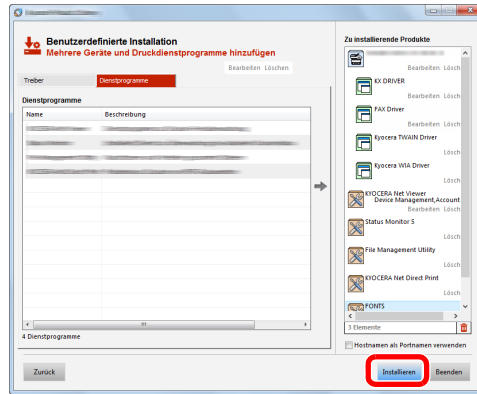 Benutzerdefinierte Installation
Mehrere Geräte und Druckdienstprogramme hinzufügen
Bearbeiten Löschen
Treiber
Dienstprogramme
Dienstprogramme
Name
Beschreibung
4 Dienstprogramme
Zu installierende Produkte
Bearbeiten Lösch
KX DRIVER
Bearbeiten Lösch
FAX Driver
Bearbeiten Lösch
Kyocera TWAIN Driver
Lösch
Kyocera WIA Driver
Lösch
KYOCERA Net Viewer
Device Management,Account
Bearbeiten Lösch
Status Monitor 5
Lösch
File Management Utility
Lösch
KYOCERA Net Direct Print
Lösch
FONTS
3 Elemente
Hostnamen als Portnamen verwenden
Zurück
Installieren
Beenden